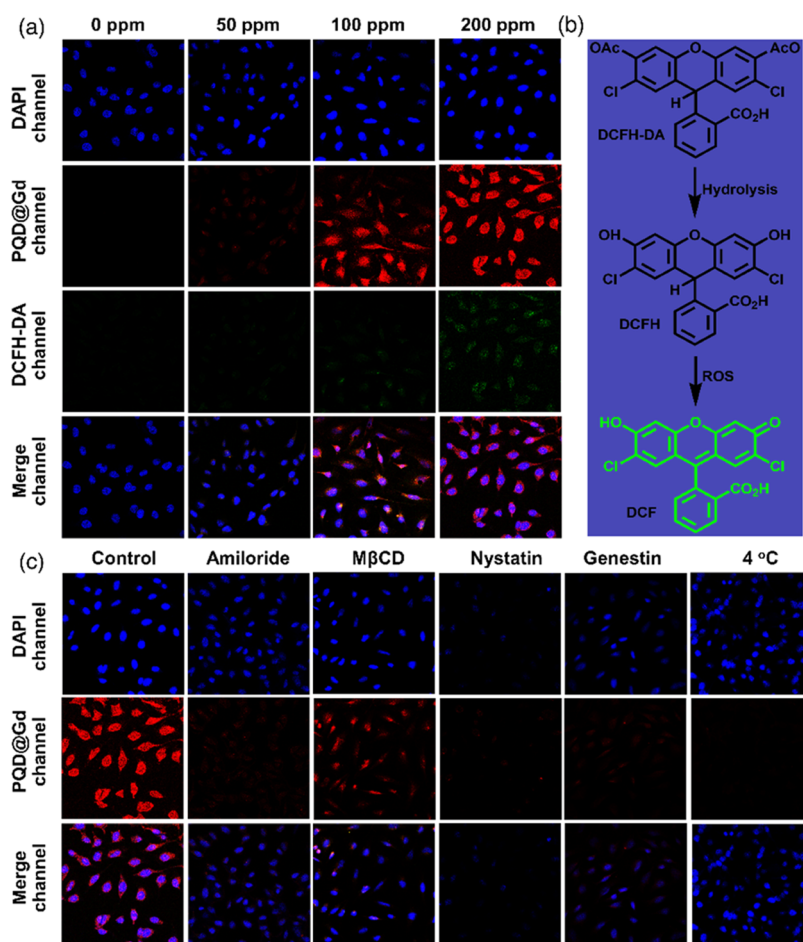 (a)
0 ppm 50 ppm 100 ppm 200 ppm
DAPI
channel
PQD@Gd
channel
DCFH-DA
channel
Merge
channel
(b)
OAc O AcO
Cl H Cl
CO2H
DCFH-DA
Hydrolysis
OH O OH
Cl H Cl
CO2H
DCFH
ROS
HO O O
Cl Cl
CO2H
DCF
(c)
Control Amiloride MβCD Nystatin Genestin 4 °C
DAPI
channel
PQD@Gd
channel
Merge
channel